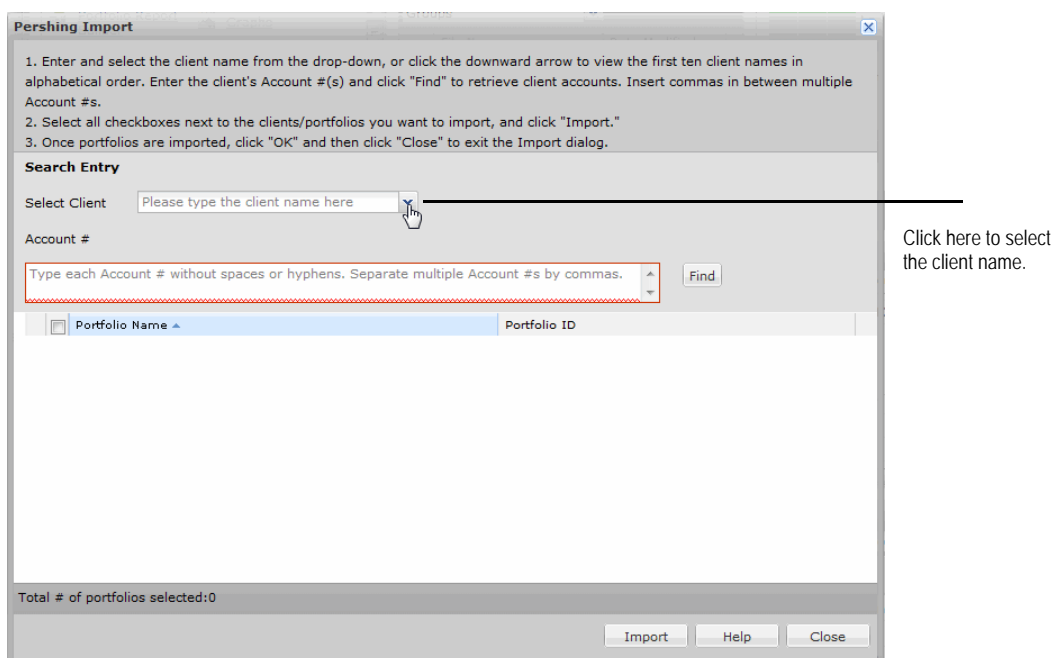 Pershing Import
1. Enter and select the client name from the drop-down, or click the downward arrow to view the first ten client names in
alphabetical order. Enter the client's Account #(s) and click "Find" to retrieve client accounts. Insert commas in between multiple
Account #s.
2. Select all checkboxes next to the clients/portfolios you want to import, and click "Import."
3. Once portfolios are imported, click "OK" and then click "Close" to exit the Import dialog.
Search Entry
Select Client Please type the client name here
Click here to select
the client name.
Account #
Type each Account # without spaces or hyphens. Separate multiple Account #s by commas. Find
Portfolio Name Portfolio ID
Total # of portfolios selected:0
Import Help Close